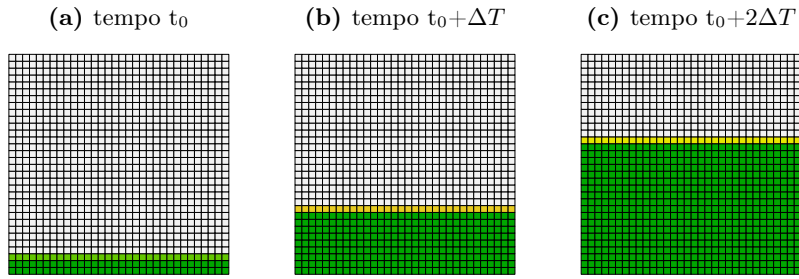 (a) tempo t₀
(b) tempo t₀+ΔT
(c) tempo t₀+2ΔT